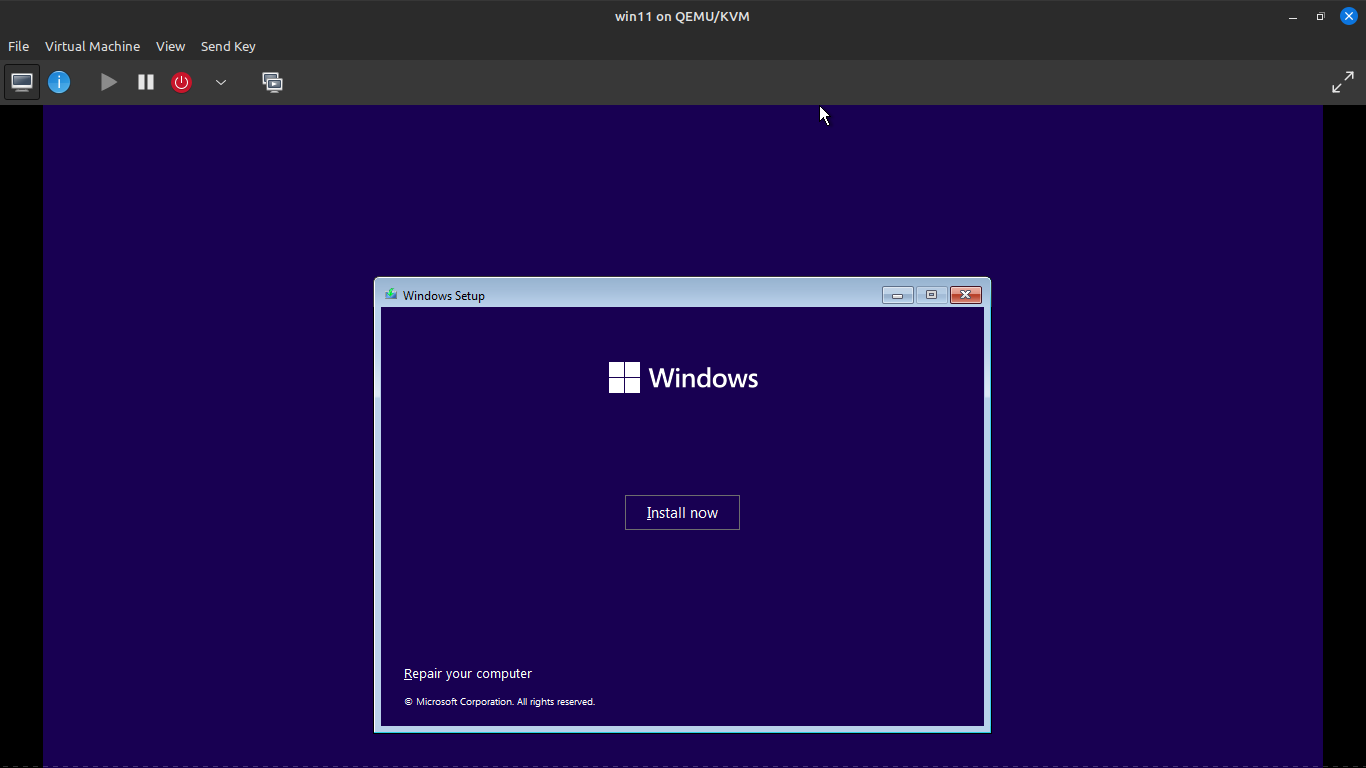 win11 on QEMU/KVM
File Virtual Machine View Send Key
Windows Setup
Windows
Install now
Repair your computer
© Microsoft Corporation. All rights reserved.